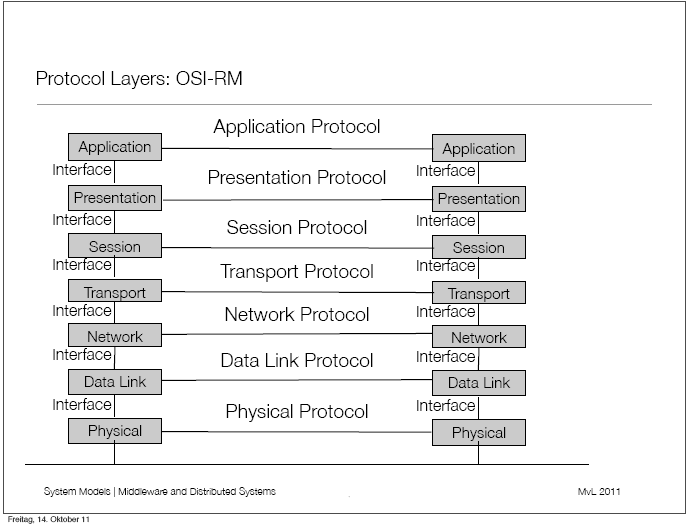 Protocol Layers: OSI-RM
Application Protocol
Application Application
Interface Interface
Presentation Protocol
Presentation Presentation
Interface Interface
Session Protocol
Session Session
Interface Interface
Transport Protocol
Transport Transport
Interface Interface
Network Protocol
Network Network
Interface Interface
Data Link Protocol
Data Link Data Link
Interface Interface
Physical Protocol
Physical Physical
System Models | Middleware and Distributed Systems MvL 2011
Freitag, 14. Oktober 11